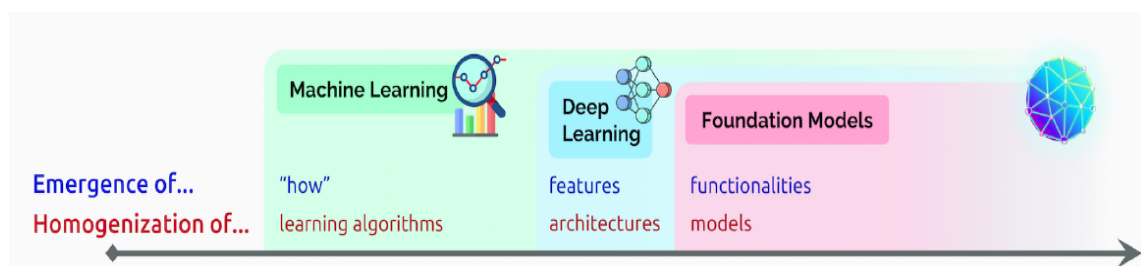 Machine Learning
Deep
Learning
Foundation Models
Emergence of... "how" features functionalities
Homogenization of... learning algorithms architectures models